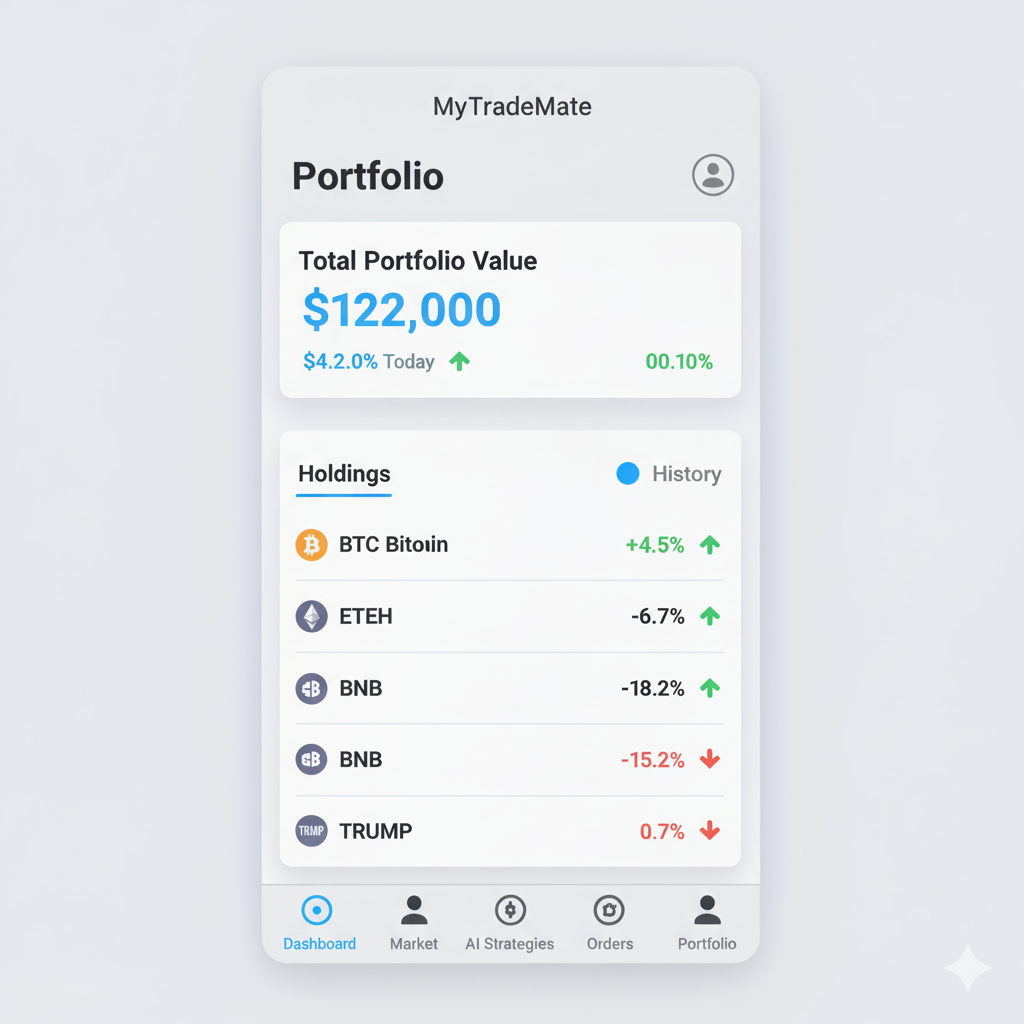 MyTradeMate
Portfolio
Total Portfolio Value
$122,000
$4.2.0% Today 00.10%
Holdings History
BTC Bitouin +4.5%
ETEH -6.7%
BNB -18.2%
BNB -15.2%
TRMP TRUMP 0.7%
Dashboard Market AI Strategies Orders Portfolio